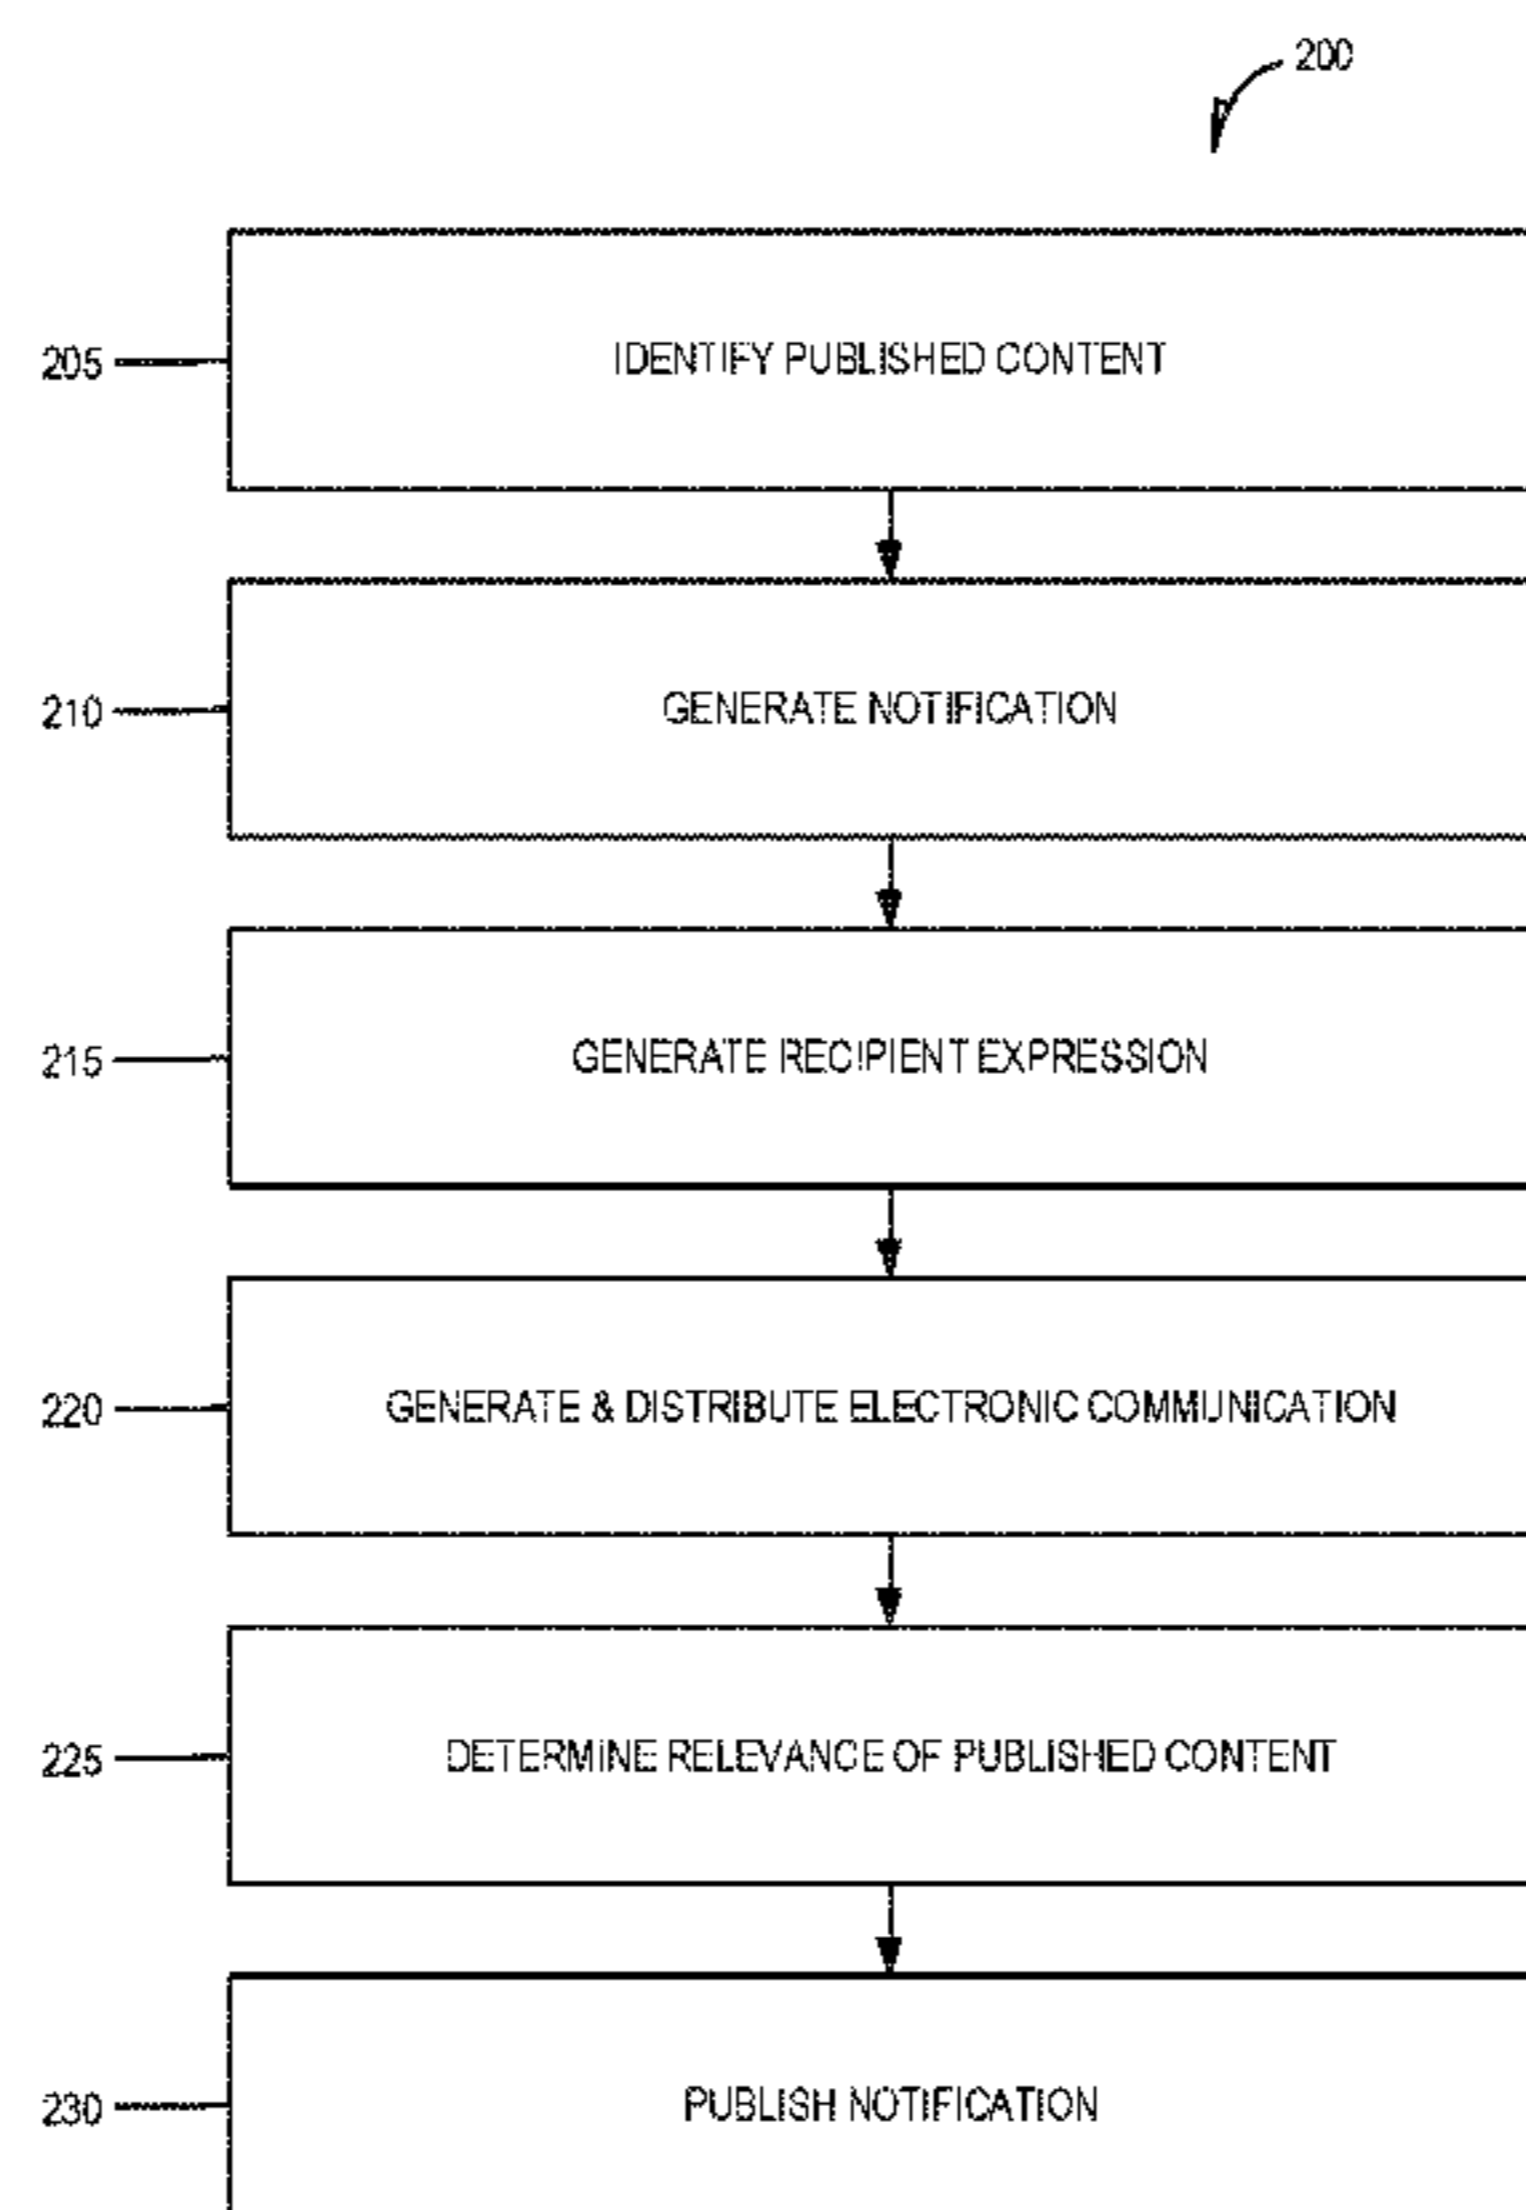 200
205 IDENTIFY PUBLISHED CONTENT
210 GENERATE NOTIFICATION
215 GENERATE RECIPIENT EXPRESSION
220 GENERATE & DISTRIBUTE ELECTRONIC COMMUNICATION
225 DETERMINE RELEVANCE OF PUBLISHED CONTENT
230 PUBLISH NOTIFICATION